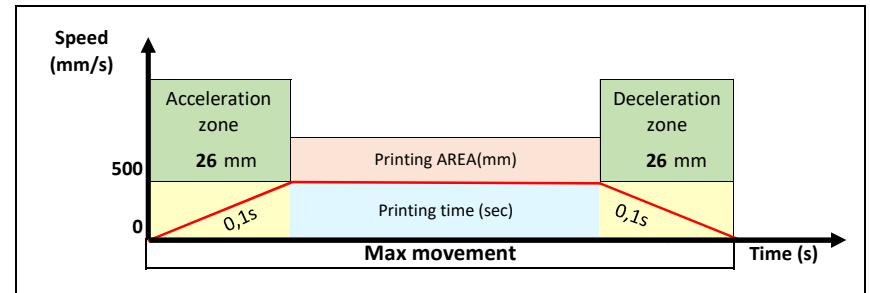 Speed
(mm/s)
Acceleration
zone
26 mm
Deceleration
zone
26 mm
Printing AREA(mm)
500
0,1s
Printing time (sec)
0,1s
0
Max movement
Time (s)